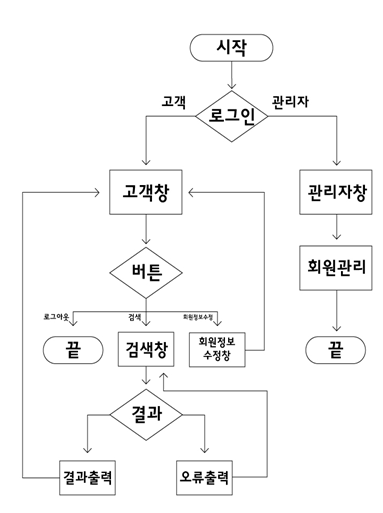 시작
고객
관리자
로그인
고객창
관리자창
버튼
회원관리
로그아웃
검색
회원정보수정
끝
검색창
회원정보
수정창
끝
결과
결과출력
오류출력